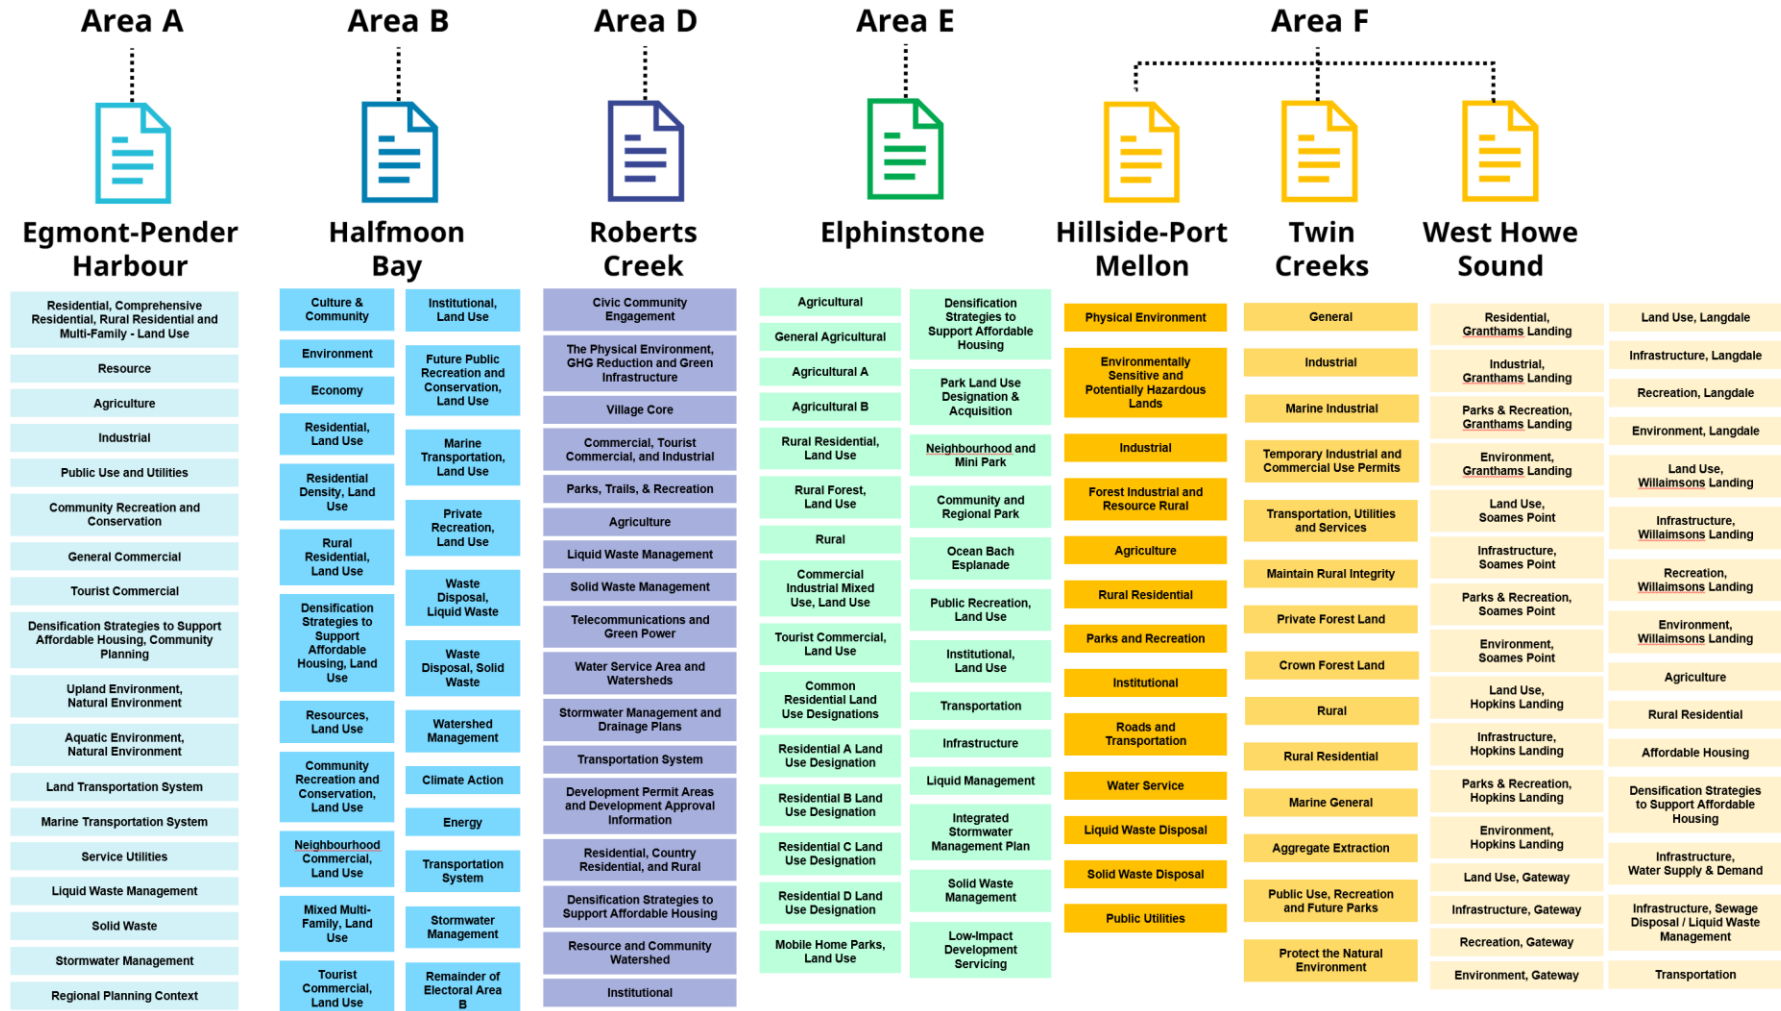 Area A
Area B
Area D
Area E
Area F
Egmont-Pender
Harbour
Halfmoon
Bay
Roberts
Creek
Elphinstone
Hillside-Port
Mellon
Twin
Creeks
West Howe
Sound
Residential, Comprehensive
Residential, Rural Residential and
Multi-Family - Land Use
Resource
Agriculture
Industrial
Public Use and Utilities
Community Recreation and
Conservation
General Commercial
Tourist Commercial
Densification Strategies to Support
Affordable Housing, Community
Planning
Upland Environment,
Natural Environment
Aquatic Environment,
Natural Environment
Land Transportation System
Marine Transportation System
Service Utilities
Liquid Waste Management
Solid Waste
Stormwater Management
Regional Planning Context
Culture &
Community
Environment
Economy
Residential,
Land Use
Residential
Density, Land
Use
Rural
Residential,
Land Use
Densification
Strategies to
Support
Affordable
Housing, Land
Use
Resources,
Land Use
Community
Recreation and
Conservation,
Land Use
Neighbourhood
Commercial,
Land Use
Mixed Multi-
Family, Land
Use
Tourist
Commercial,
Land Use
Institutional,
Land Use
Future Public
Recreation and
Conservation,
Land Use
Marine
Transportation,
Land Use
Private
Recreation,
Land Use
Waste
Disposal,
Liquid Waste
Waste
Disposal, Solid
Waste
Watershed
Management
Climate Action
Energy
Transportation
System
Stormwater
Management
Remainder of
Electoral Area
B
Civic Community
Engagement
The Physical Environment,
GHG Reduction and Green
Infrastructure
Village Core
Commercial, Tourist
Commercial, and Industrial
Parks, Trails, & Recreation
Agriculture
Liquid Waste Management
Solid Waste Management
Telecommunications and
Green Power
Water Service Area and
Watersheds
Stormwater Management and
Drainage Plans
Transportation System
Development Permit Areas
and Development Approval
Information
Residential, Country
Residential, and Rural
Densification Strategies to
Support Affordable Housing
Resource and Community
Watershed
Institutional
Agricultural
General Agricultural
Agricultural A
Agricultural B
Rural Residential,
Land Use
Rural Forest,
Land Use
Rural
Commercial
Industrial Mixed
Use, Land Use
Tourist Commercial,
Land Use
Common
Residential Land
Use Designations
Residential A Land
Use Designation
Residential B Land
Use Designation
Residential C Land
Use Designation
Residential D Land
Use Designation
Mobile Home Parks,
Land Use
Densification
Strategies to
Support Affordable
Housing
Park Land Use
Designation &
Acquisition
Neighbourhood and
Mini Park
Community and
Regional Park
Ocean Bach
Esplanade
Public Recreation,
Land Use
Institutional,
Land Use
Transportation
Infrastructure
Liquid Management
Integrated
Stormwater
Management Plan
Solid Waste
Management
Low-Impact
Development
Servicing
Physical Environment
Environmentally
Sensitive and
Potentially Hazardous
Lands
Industrial
Forest Industrial and
Resource Rural
Agriculture
Rural Residential
Parks and Recreation
Institutional
Roads and
Transportation
Water Service
Liquid Waste Disposal
Solid Waste Disposal
Public Utilities
General
Industrial
Marine Industrial
Temporary Industrial and
Commercial Use Permits
Transportation, Utilities
and Services
Maintain Rural Integrity
Private Forest Land
Crown Forest Land
Rural
Rural Residential
Marine General
Aggregate Extraction
Public Use, Recreation
and Future Parks
Protect the Natural
Environment
Residential,
Granthams Landing
Industrial,
Granthams Landing
Parks & Recreation,
Granthams Landing
Environment,
Granthams Landing
Land Use,
Soames Point
Infrastructure,
Soames Point
Parks & Recreation,
Soames Point
Environment,
Soames Point
Land Use,
Hopkins Landing
Infrastructure,
Hopkins Landing
Parks & Recreation,
Hopkins Landing
Environment,
Hopkins Landing
Land Use, Gateway
Infrastructure, Gateway
Recreation, Gateway
Environment, Gateway
Land Use, Langdale
Infrastructure, Langdale
Recreation, Langdale
Environment, Langdale
Land Use,
Willaimsons Landing
Infrastructure,
Willaimsons Landing
Recreation,
Willaimsons Landing
Environment,
Willaimsons Landing
Agriculture
Rural Residential
Affordable Housing
Densification Strategies
to Support Affordable
Housing
Infrastructure,
Water Supply & Demand
Infrastructure, Sewage
Disposal / Liquid Waste
Management
Transportation